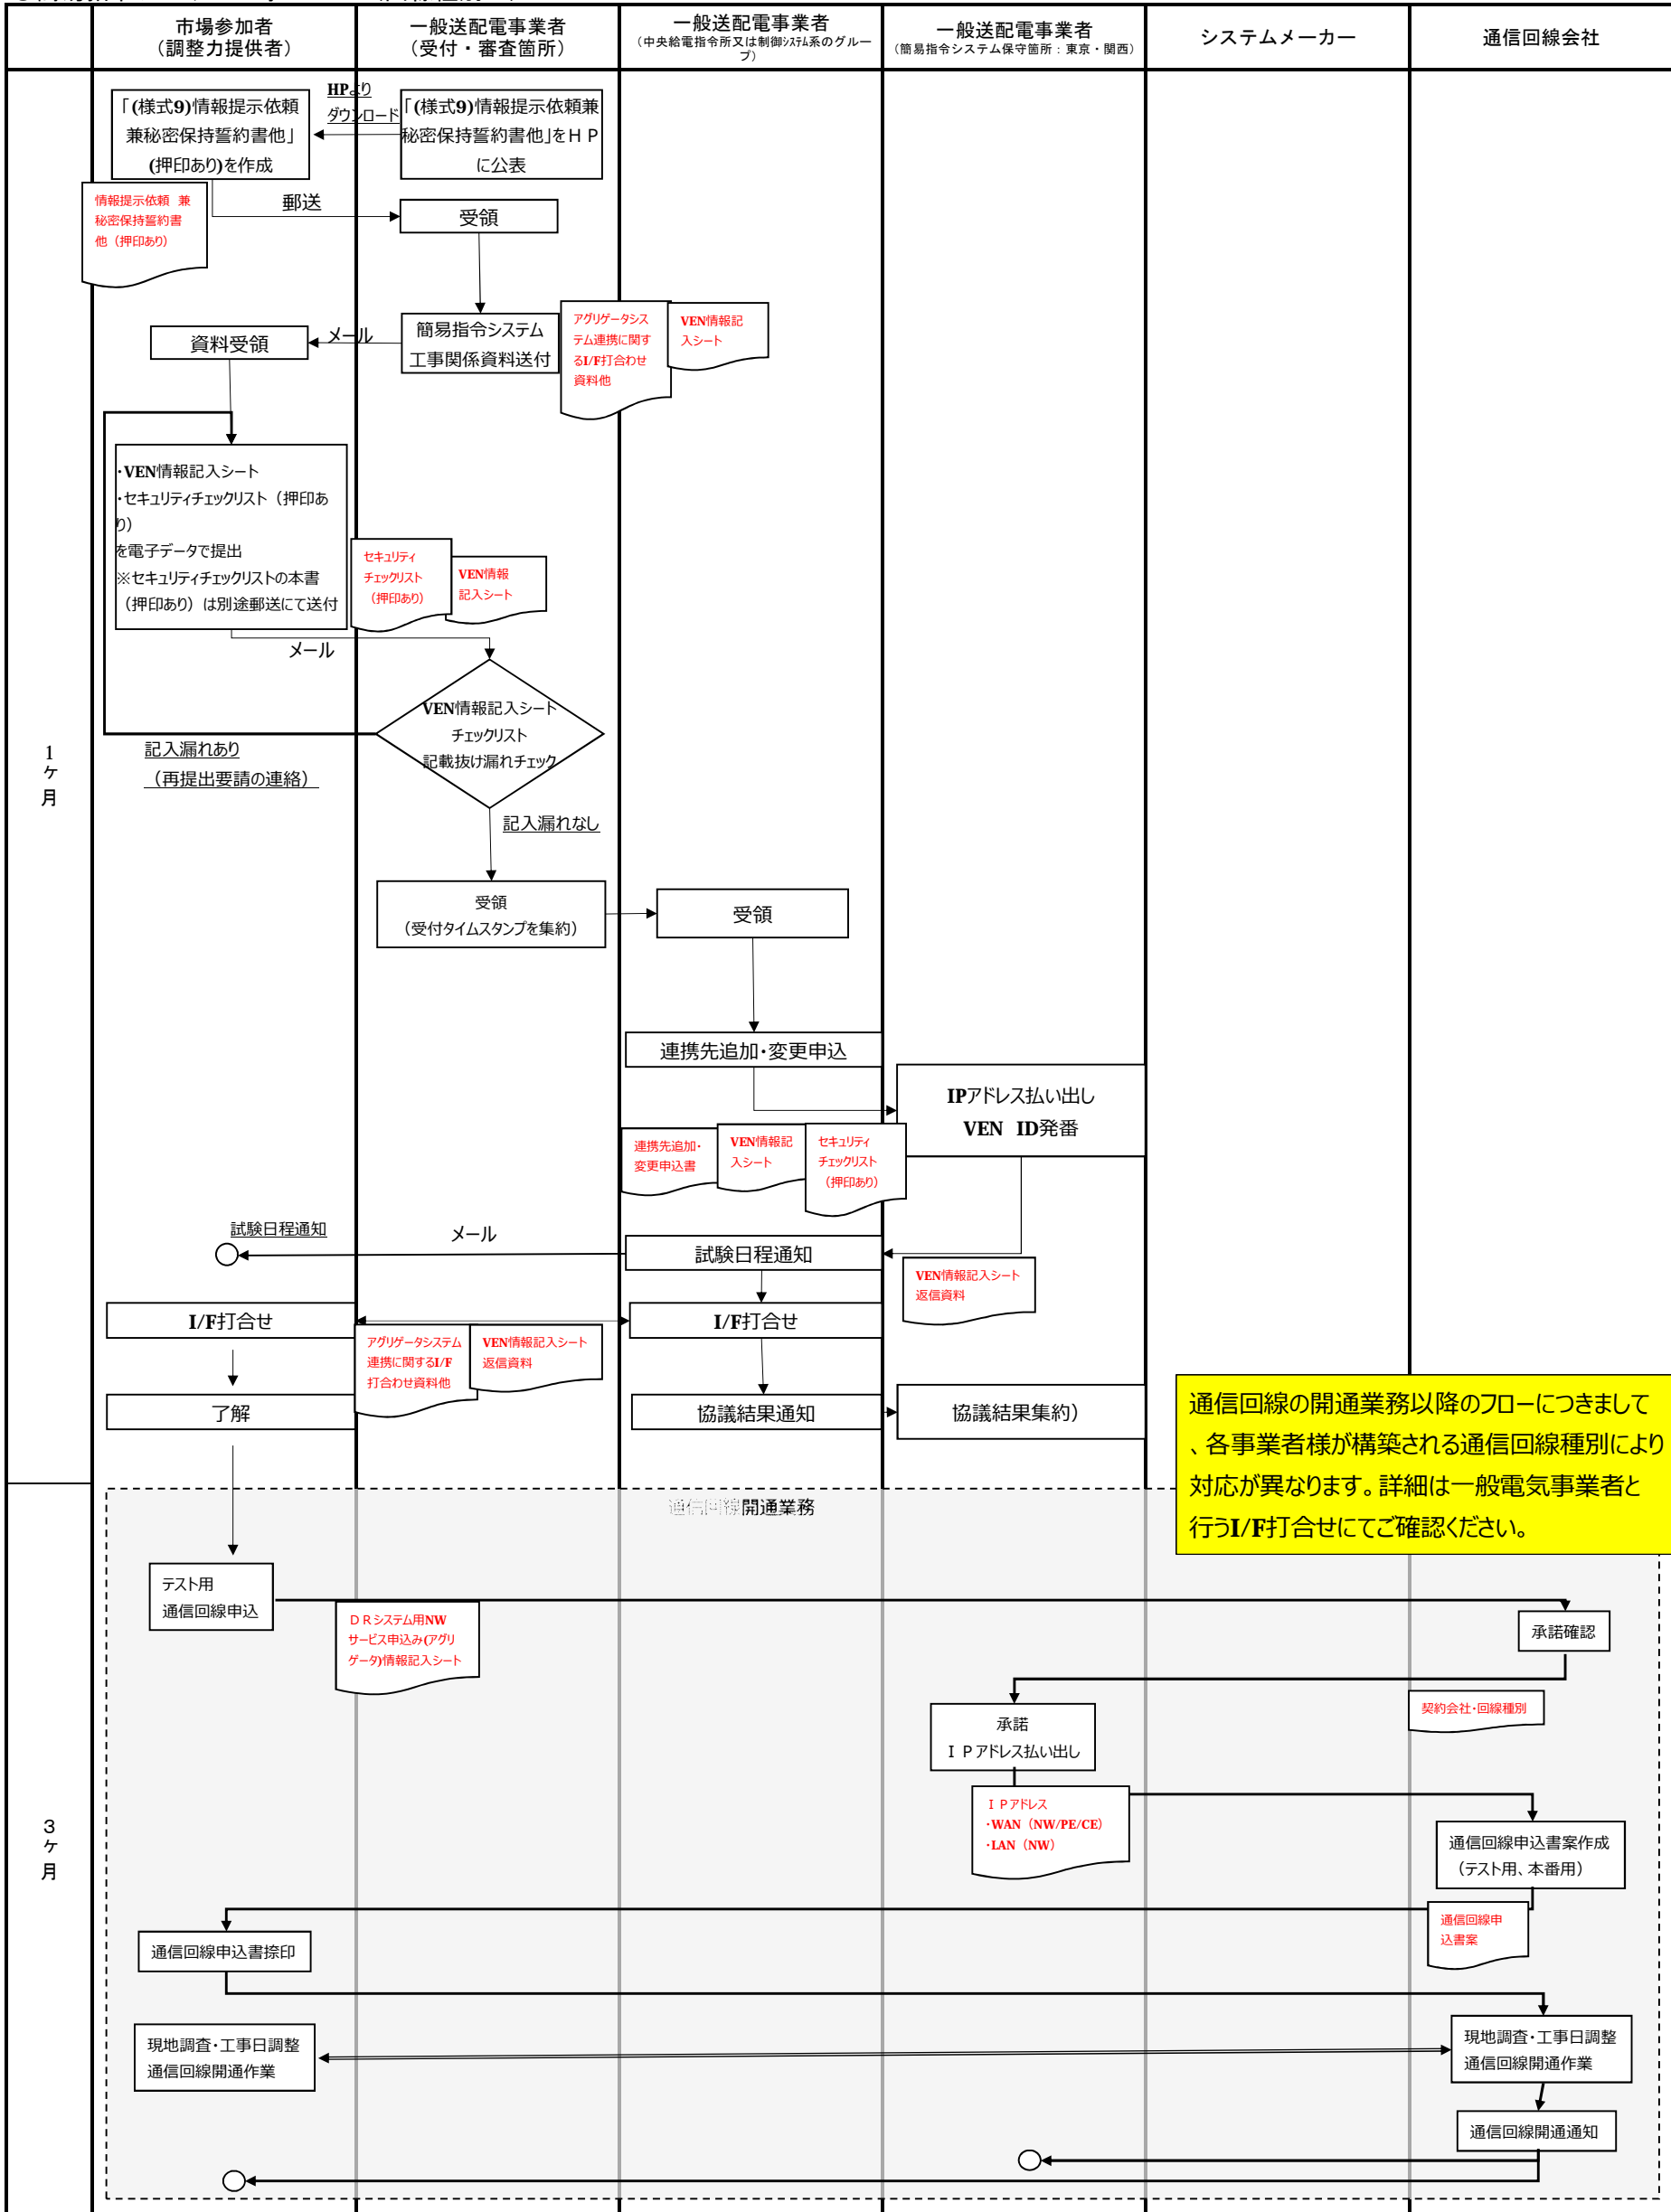 市場参加者
（調整力提供者）
一般送配電事業者
（受付・審査箇所）
一般送配電事業者
（中央給電指令所又は制御ｼｽﾃﾑ系のグルー
プ）
一般送配電事業者
（簡易指令システム保守箇所：東京・関西）
システムメーカー
通信回線会社
1
ケ
月
「(様式9)情報提示依頼
兼秘密保持誓約書他」
(押印あり)を作成
HPより
ダウンロード
「(様式9)情報提示依頼兼
秘密保持誓約書他」をＨＰ
に公表
情報提示依頼　兼
秘密保持誓約書
他（押印あり）
郵送
受領
資料受領
メール
簡易指令システム
工事関係資料送付
アグリゲータシス
テム連携に関す
るI/F打合わせ
資料他
VEN情報記
入シート
・VEN情報記入シート
・セキュリティチェックリスト（押印あ
り）
を電子データで提出
※セキュリティチェックリストの本書
（押印あり）は別途郵送にて送付
セキュリティ
チェックリスト
（押印あり）
VEN情報
記入シート
メール
VEN情報記入シート
チェックリスト
記載抜け漏れチェック
記入漏れあり
（再提出要請の連絡）
記入漏れなし
受領
（受付タイムスタンプを集約）
受領
連携先追加・変更申込
IPアドレス払い出し
VEN　ID発番
連携先追加・
変更申込書
VEN情報記
入シート
セキュリティ
チェックリスト
（押印あり）
試験日程通知
メール
試験日程通知
VEN情報記入シート
返信資料
I/F打合せ
I/F打合せ
アグリゲータシステム
連携に関するI/F
打合わせ資料他
VEN情報記入シート
返信資料
了解
協議結果通知
協議結果集約）
通信回線の開通業務以降のフローにつきまして
、各事業者様が構築される通信回線種別により
対応が異なります。詳細は一般電気事業者と
行うI/F打合せにてご確認ください。
3
ケ
月
通信回線開通業務
テスト用
通信回線申込
ＤＲシステム用NW
サービス申込み(アグリ
ゲータ)情報記入シート
承諾確認
契約会社・回線種別
承諾
ＩＰアドレス払い出し
ＩＰアドレス
・WAN（NW/PE/CE）
・LAN（NW）
通信回線申込書案作成
（テスト用、本番用）
通信回線申
込書案
通信回線申込書捺印
現地調査・工事日調整
通信回線開通作業
現地調査・工事日調整
通信回線開通作業
通信回線開通通知